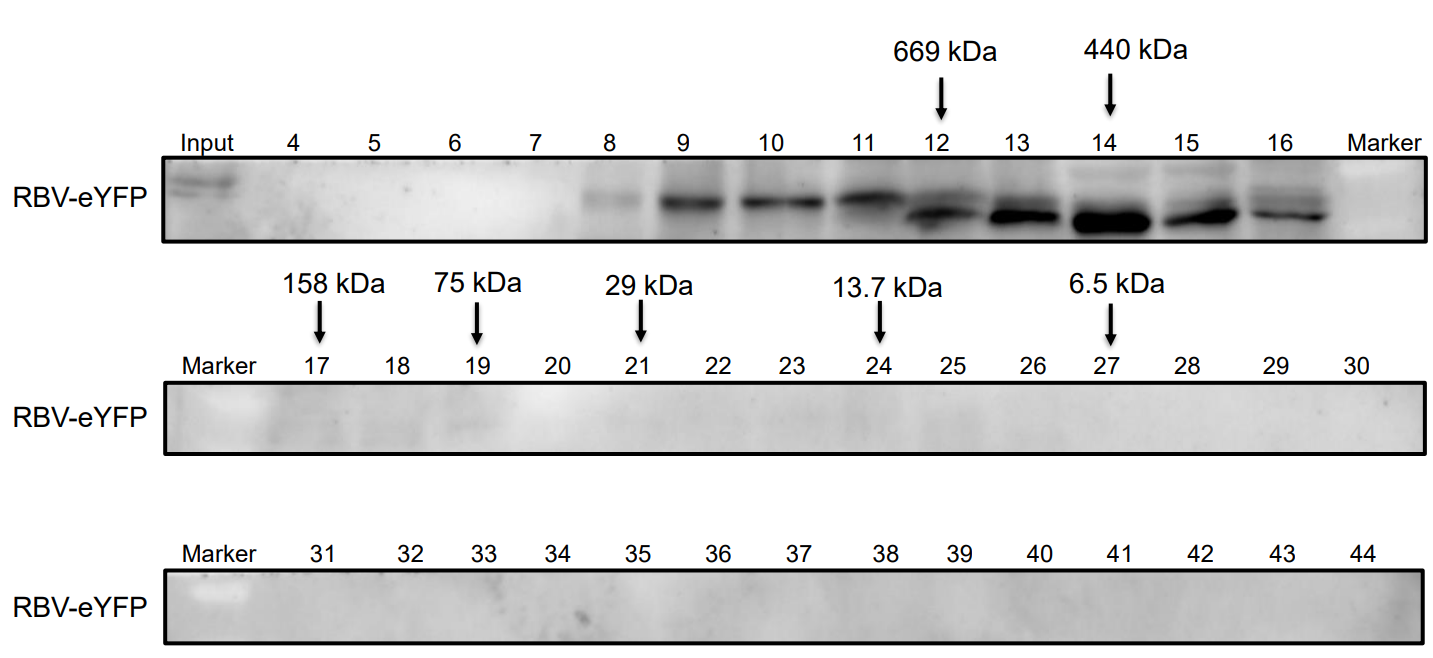 669 kDa 440 kDa
Input 4 5 6 7 8 9 10 11 12 13 14 15 16 Marker
RBV-eYFP
158 kDa 75 kDa 29 kDa 13.7 kDa 6.5 kDa
Marker 17 18 19 20 21 22 23 24 25 26 27 28 29 30
RBV-eYFP
Marker 31 32 33 34 35 36 37 38 39 40 41 42 43 44
RBV-eYFP